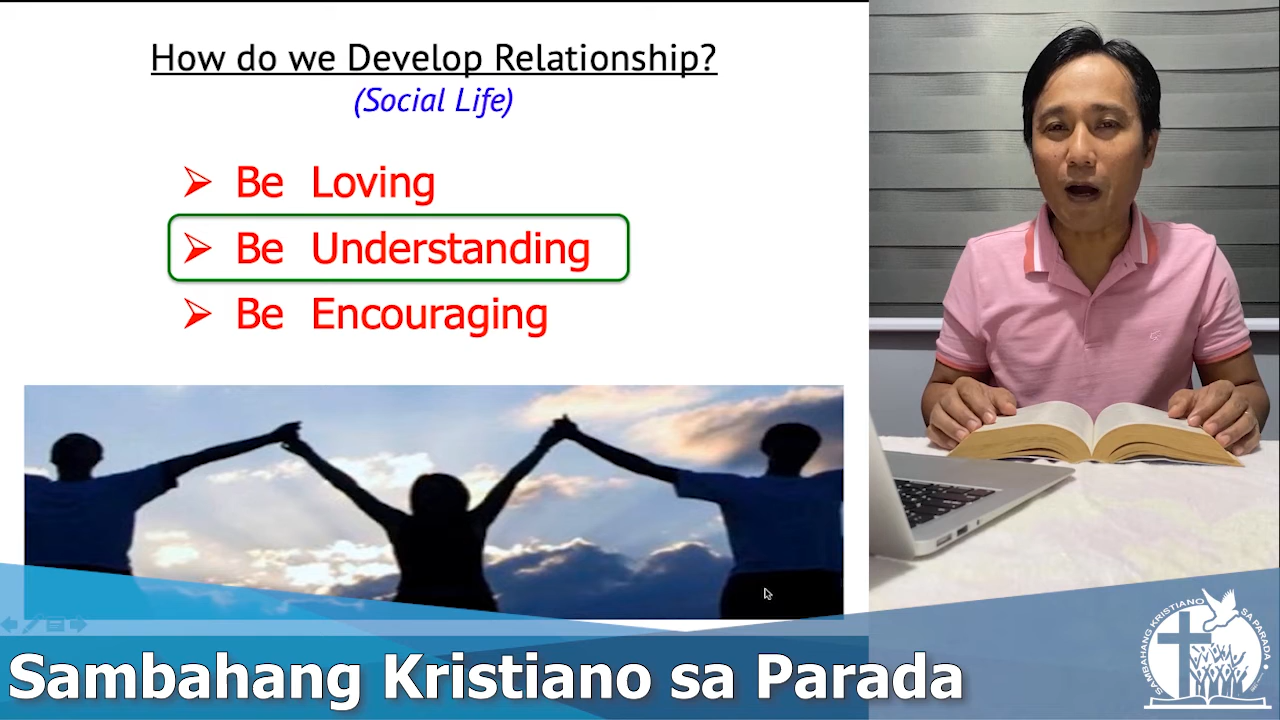 How do we Develop Relationship?
(Social Life)
➢ Be Loving
➢ Be Understanding
➢ Be Encouraging
Sambahang Kristiano sa Parada
SAMBAHANG KRISTIANO SA PARADA